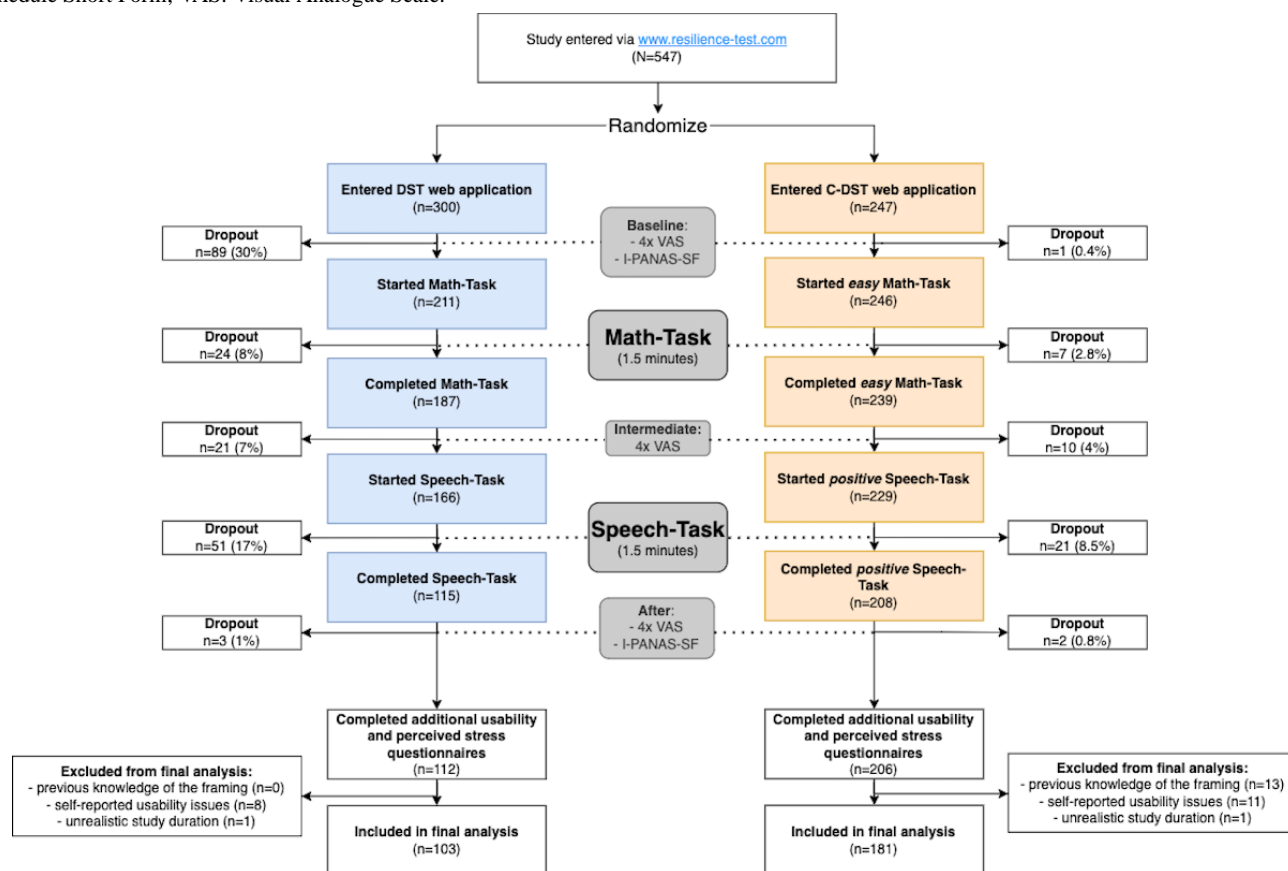 Schedule Short Form; VAS: Visual Analogue Scale.
Study entered via www.resilience-test.com
(N=547)
Randomize
Entered DST web application
(n=300)
Entered C-DST web application
(n=247)
Baseline:
- 4x VAS
- I-PANAS-SF
Dropout
n=89 (30%)
Dropout
n=1 (0.4%)
Started Math-Task
(n=211)
Started easy Math-Task
(n=246)
Math-Task
(1.5 minutes)
Dropout
n=24 (8%)
Dropout
n=7 (2.8%)
Completed Math-Task
(n=187)
Completed easy Math-Task
(n=239)
Dropout
n=21 (7%)
Intermediate:
4x VAS
Dropout
n=10 (4%)
Started Speech-Task
(n=166)
Started positive Speech-Task
(n=229)
Speech-Task
(1.5 minutes)
Dropout
n=51 (17%)
Dropout
n=21 (8.5%)
Completed Speech-Task
(n=115)
Completed positive Speech-
Task
(n=208)
After:
- 4x VAS
- I-PANAS-SF
Dropout
n=3 (1%)
Dropout
n=2 (0.8%)
Completed additional usability
and perceived stress
questionnaires
(n=112)
Completed additional usability
and perceived stress
questionnaires
(n=206)
Excluded from final analysis:
- previous knowledge of the framing (n=0)
- self-reported usability issues (n=8)
- unrealistic study duration (n=1)
Excluded from final analysis:
- previous knowledge of the framing (n=13)
- self-reported usability issues (n=11)
- unrealistic study duration (n=1)
Included in final analysis
(n=103)
Included in final analysis
(n=181)